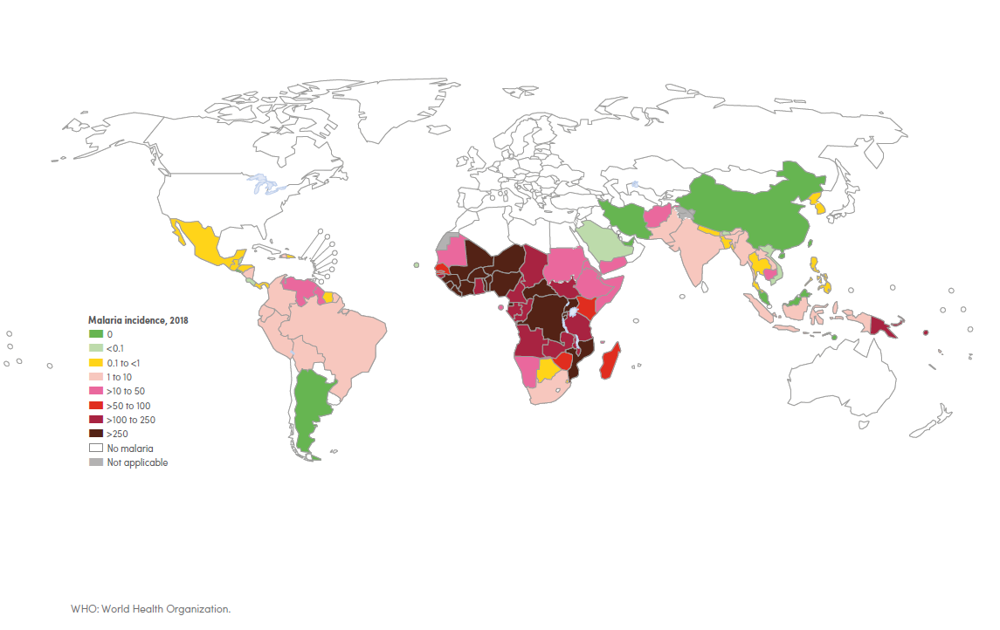 Malaria incidence, 2018
0
<0.1
0.1 to <1
1 to 10
>10 to 50
>50 to 100
>100 to 250
>250
No malaria
Not applicable
WHO: World Health Organization.